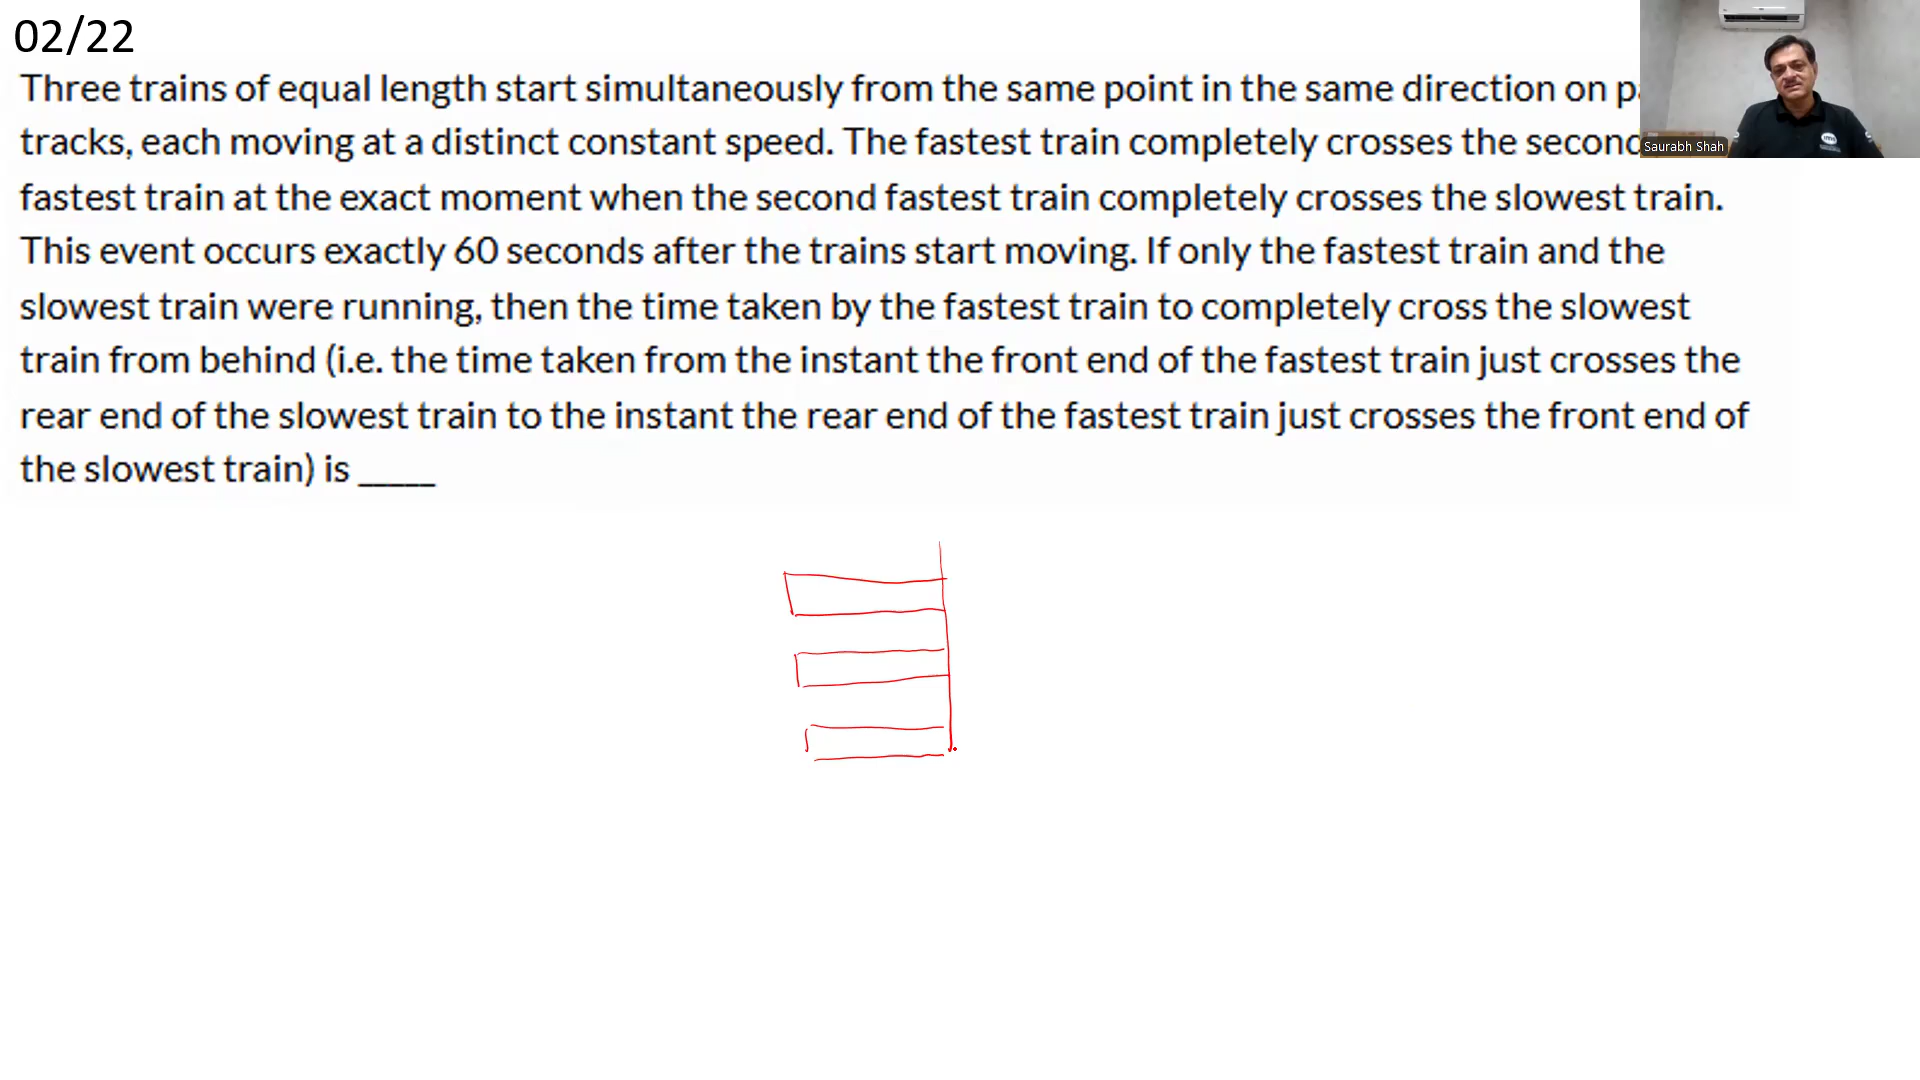 02/22
Three trains of equal length start simultaneously from the same point in the same direction on
tracks, each moving at a distinct constant speed. The fastest train completely crosses the second
fastest train at the exact moment when the second fastest train completely crosses the slowest train.
This event occurs exactly 60 seconds after the trains start moving. If only the fastest train and the
slowest train were running, then the time taken by the fastest train to completely cross the slowest
train from behind (i.e. the time taken from the instant the front end of the fastest train just crosses the
rear end of the slowest train to the instant the rear end of the fastest train just crosses the front end of
the slowest train) is _____
Saurabh Shah